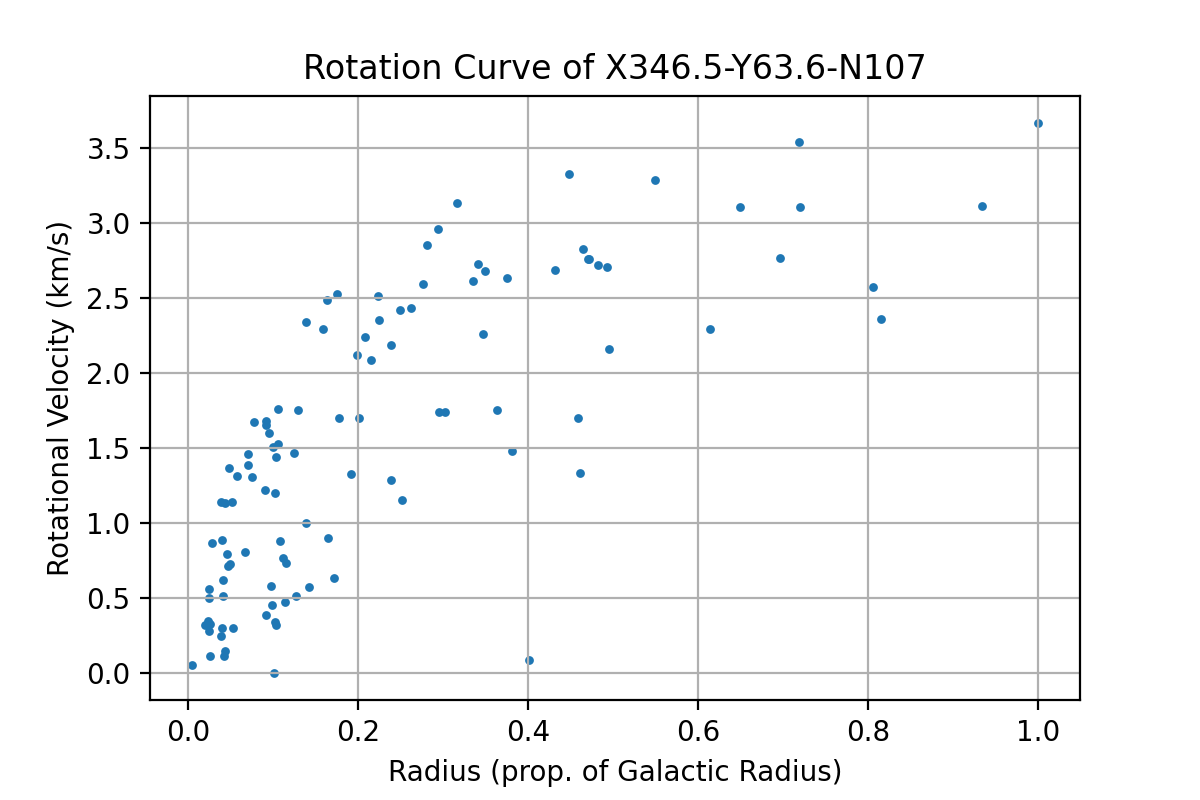 Rotation Curve of X346.5-Y63.6-N107
3.5
3.0
2.5
2.0
1.5
1.0
0.5
0.0
Rotational Velocity (km/s)
0.0 0.2 0.4 0.6 0.8 1.0
Radius (prop. of Galactic Radius)